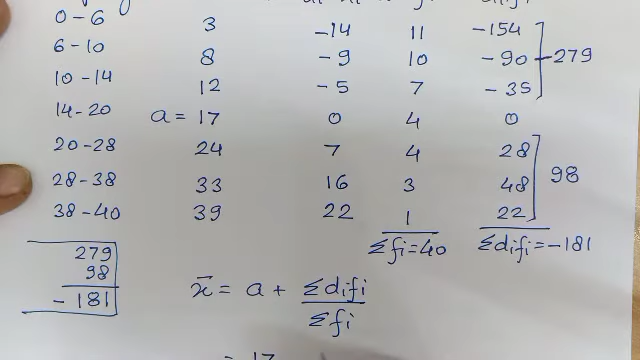 0-6 3 -14 11 -154
6-10 8 -9 10 -90 -279
10-14 12 -5 7 -35
14-20 a = 17 0 4 0
20-28 24 7 4 28
28-38 33 16 3 48 98
38-40 39 22 1 22
Σfi=40 Σdifi=-181
279
98
-181
x̄ = a + Σdifi
Σfi
= 17